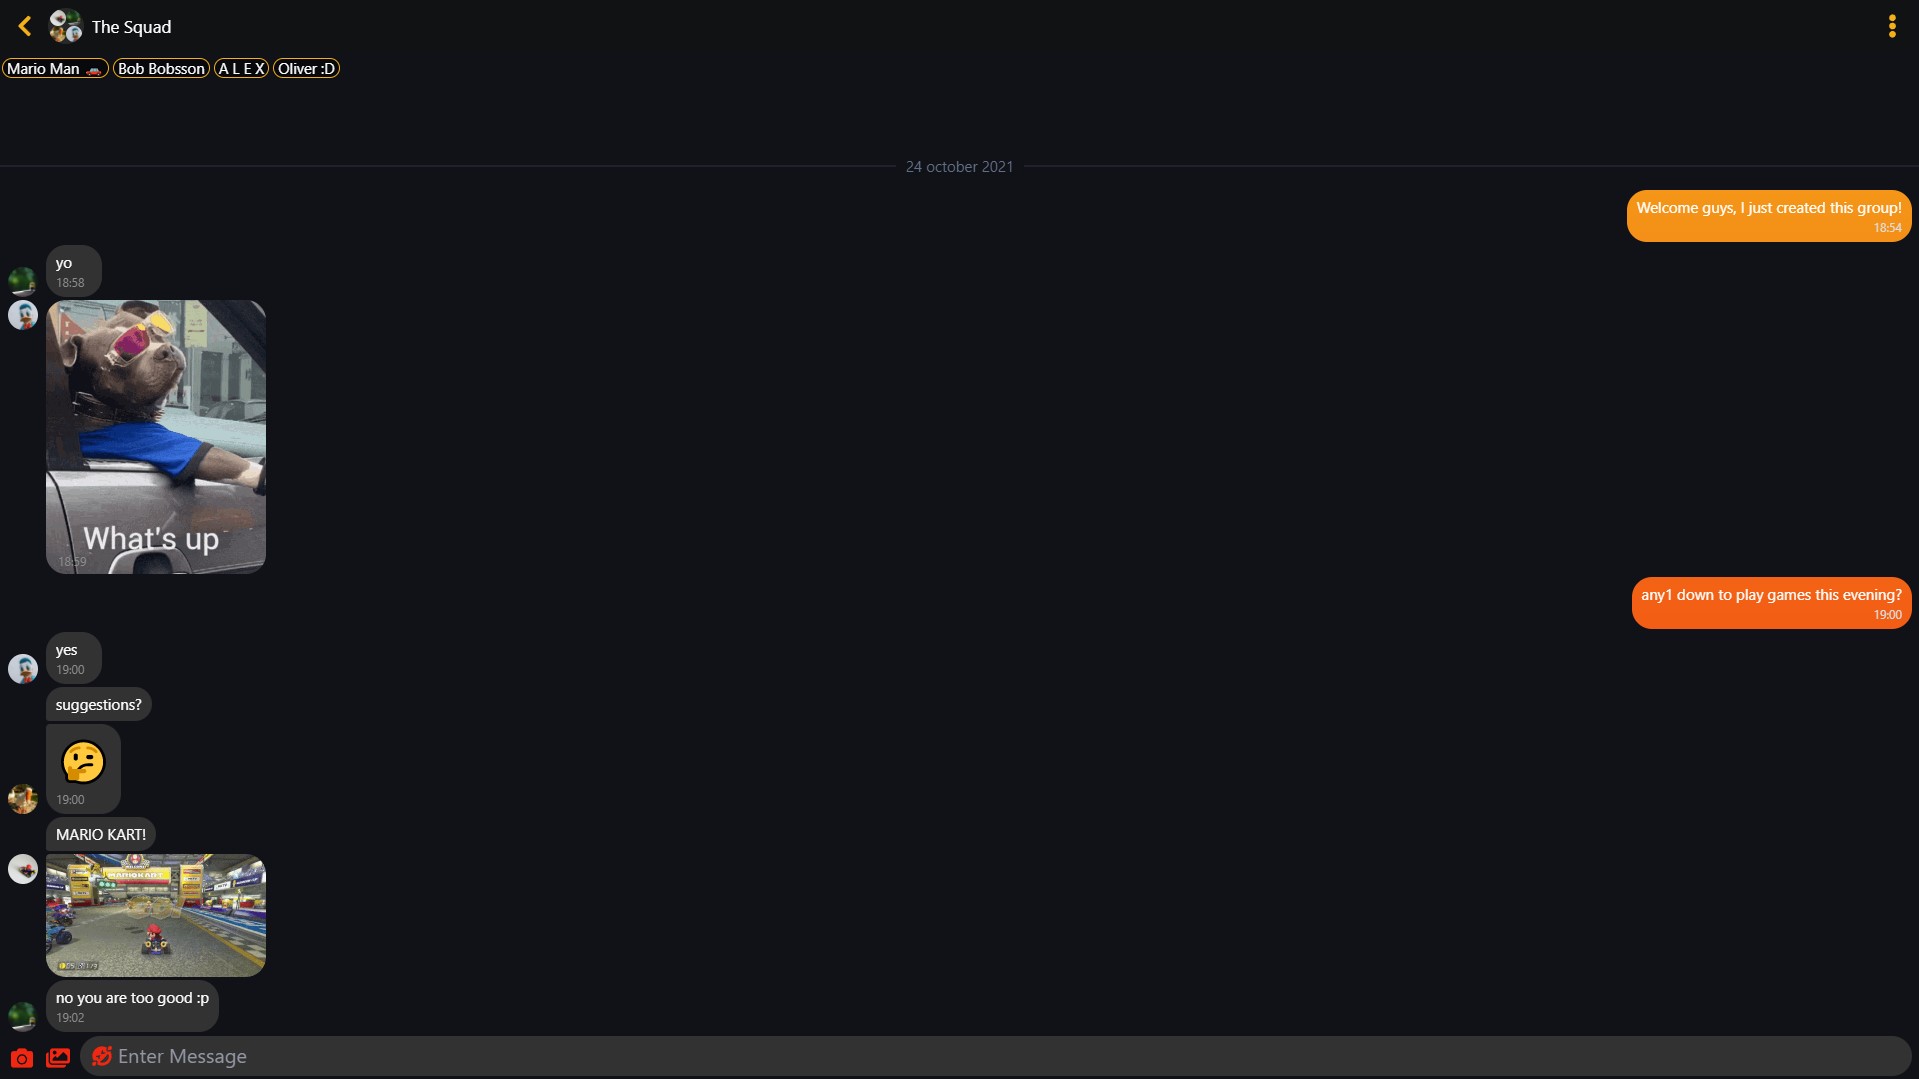 The Squad
Mario Man 🚗 Bob Bobsson A L E X Oliver :D
24 october 2021
Welcome guys, I just created this group!
18:54
yo
18:58
What's up
18:59
any1 down to play games this evening?
19:00
yes
19:00
suggestions?
🤔
19:00
MARIO KART!
MARIOKART
no you are too good :p
19:02
Enter Message